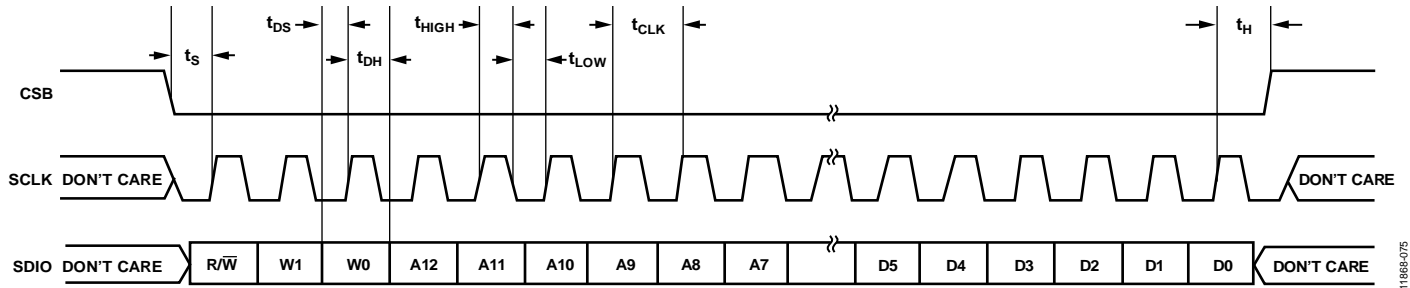 tDS tHIGH tCLK tH
tS tDH tLOW
CSB
SCLK DON'T CARE DON'T CARE
SDIO DON'T CARE R/W̅ W1 W0 A12 A11 A10 A9 A8 A7 D5 D4 D3 D2 D1 D0 DON'T CARE
11868-075